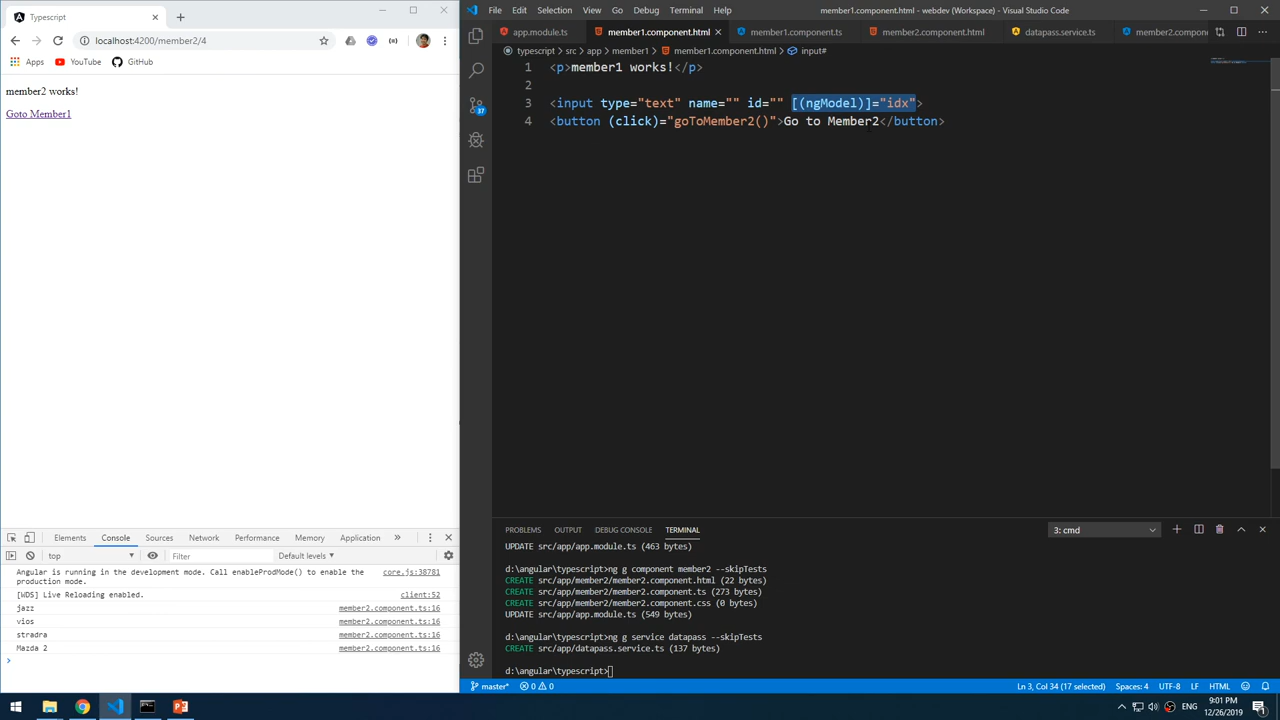 Typescript
localhost:4200/member2/4
Apps YouTube GitHub
member2 works!
Goto Member1
Elements Console Sources Network Performance Memory Application »
top Filter Default levels
Angular is running in the development mode. Call enableProdMode() to enable the production mode. core.js:38781
[WDS] Live Reloading enabled. client:52
jazz member2.component.ts:16
vios member2.component.ts:16
stradra member2.component.ts:16
Mazda 2 member2.component.ts:16
File Edit Selection View Go Debug Terminal Help member1.component.html - webdev (Workspace) - Visual Studio Code
app.module.ts member1.component.html member1.component.ts member2.component.html datapass.service.ts member2.compone
typescript > src > app > member1 > member1.component.html > input#
1 <p>member1 works!</p>
2
3 <input type="text" name="" id="" [(ngModel)]="idx">
4 <button (click)="goToMember2()">Go to Member2</button>
37
PROBLEMS OUTPUT DEBUG CONSOLE TERMINAL 3: cmd
UPDATE src/app/app.module.ts (463 bytes)
d:\angular\typescript>ng g component member2 --skipTests
CREATE src/app/member2/member2.component.html (22 bytes)
CREATE src/app/member2/member2.component.ts (273 bytes)
CREATE src/app/member2/member2.component.css (0 bytes)
UPDATE src/app/app.module.ts (549 bytes)
d:\angular\typescript>ng g service datapass --skipTests
CREATE src/app/datapass.service.ts (137 bytes)
d:\angular\typescript>
master* 0 0 Ln 3, Col 34 (17 selected) Spaces: 4 UTF-8 LF HTML
ENG 9:01 PM
12/26/2019